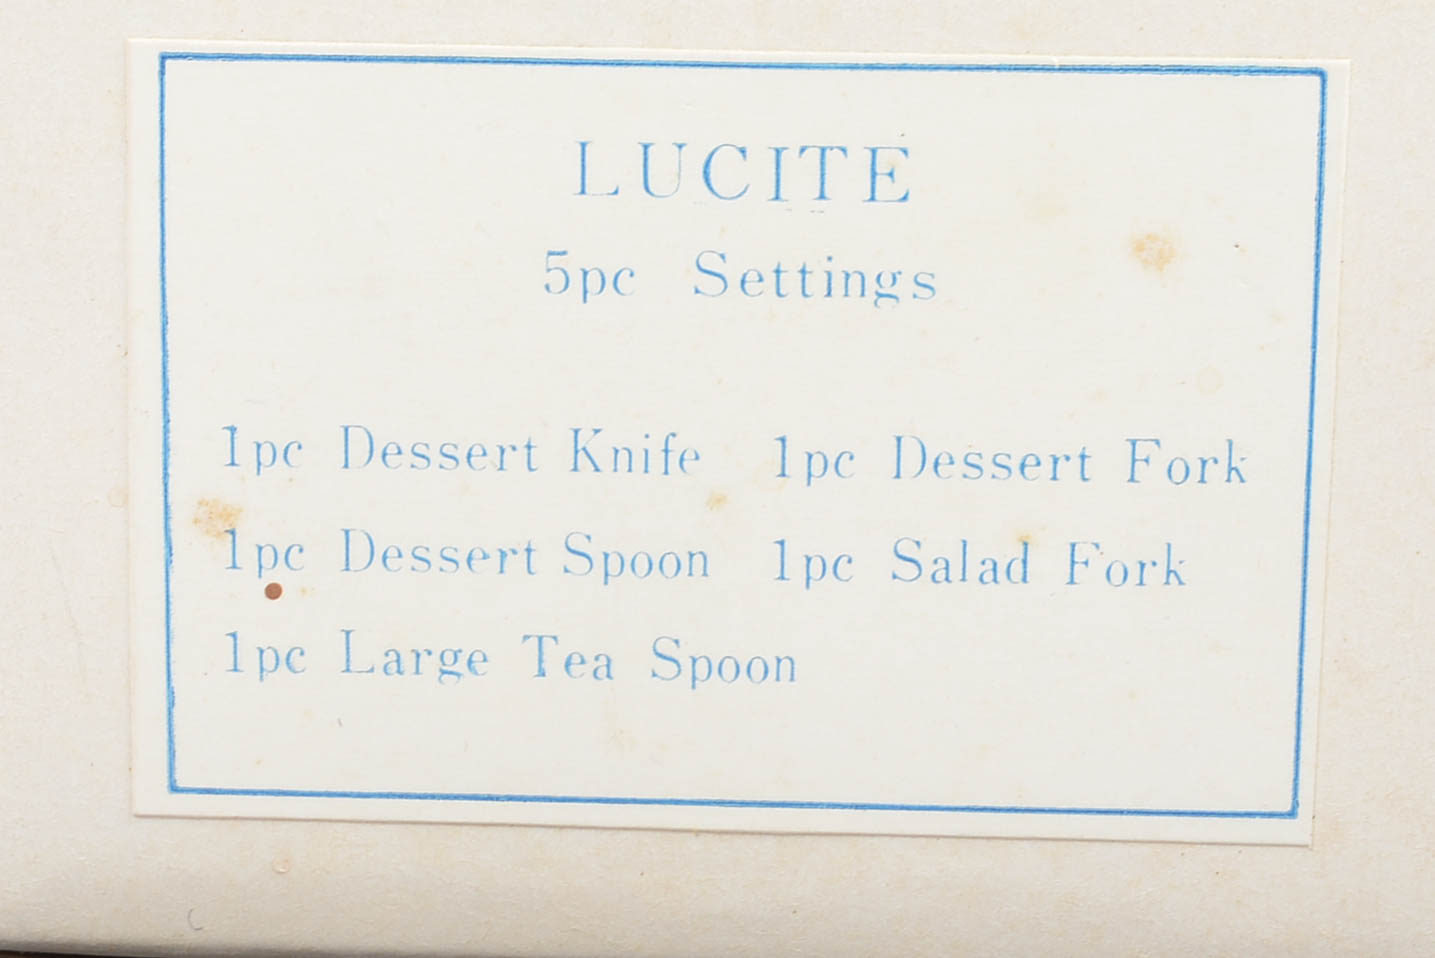 LUCITE
5pc Settings
1pc Dessert Knife 1pc Dessert Fork
1pc Dessert Spoon 1pc Salad Fork
1pc Large Tea Spoon